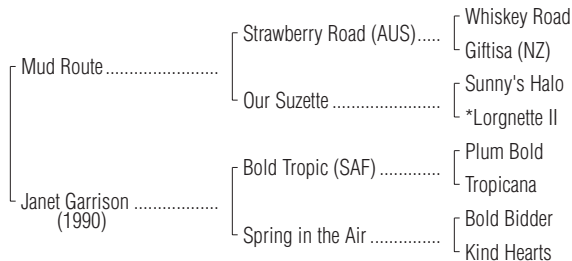 Whiskey Road
Strawberry Road (AUS).....
Giftisa (NZ)
Mud Route.......................
Sunny's Halo
Our Suzette ......................
*Lorgnette II
Plum Bold
Bold Tropic (SAF) .............
Tropicana
Janet Garrison .................
(1990)
Bold Bidder
Spring in the Air ...............
Kind Hearts